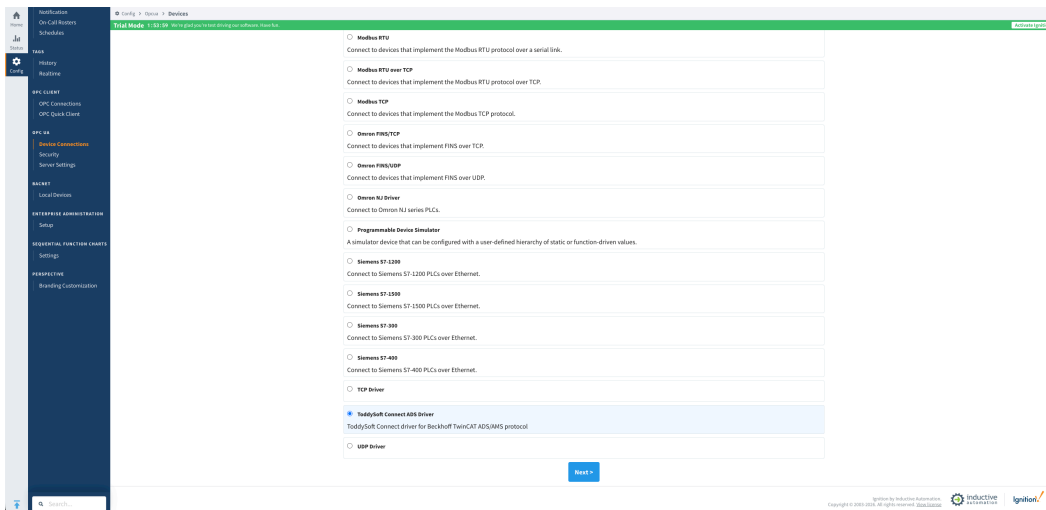 Config > Opcua > Devices
Trial Mode 1:53:59 We're glad you're test driving our software. Have fun.
Activate Igniti
Home
Status
Config
Notification
On-Call Rosters
Schedules
TAGS
History
Realtime
OPC CLIENT
OPC Connections
OPC Quick Client
OPC UA
Device Connections
Security
Server Settings
BACNET
Local Devices
ENTERPRISE ADMINISTRATION
Setup
SEQUENTIAL FUNCTION CHARTS
Settings
PERSPECTIVE
Branding Customization
Search...
Modbus RTU
Connect to devices that implement the Modbus RTU protocol over a serial link.
Modbus RTU over TCP
Connect to devices that implement the Modbus RTU protocol over TCP.
Modbus TCP
Connect to devices that implement the Modbus TCP protocol.
Omron FINS/TCP
Connect to devices that implement FINS over TCP.
Omron FINS/UDP
Connect to devices that implement FINS over UDP.
Omron NJ Driver
Connect to Omron NJ series PLCs.
Programmable Device Simulator
A simulator device that can be configured with a user-defined hierarchy of static or function-driven values.
Siemens S7-1200
Connect to Siemens S7-1200 PLCs over Ethernet.
Siemens S7-1500
Connect to Siemens S7-1500 PLCs over Ethernet.
Siemens S7-300
Connect to Siemens S7-300 PLCs over Ethernet.
Siemens S7-400
Connect to Siemens S7-400 PLCs over Ethernet.
TCP Driver
ToddySoft Connect ADS Driver
ToddySoft Connect driver for Beckhoff TwinCAT ADS/AMS protocol
UDP Driver
Next >
Ignition by Inductive Automation.
Copyright © 2003-2026. All rights reserved. View license
inductive automation
Ignition!